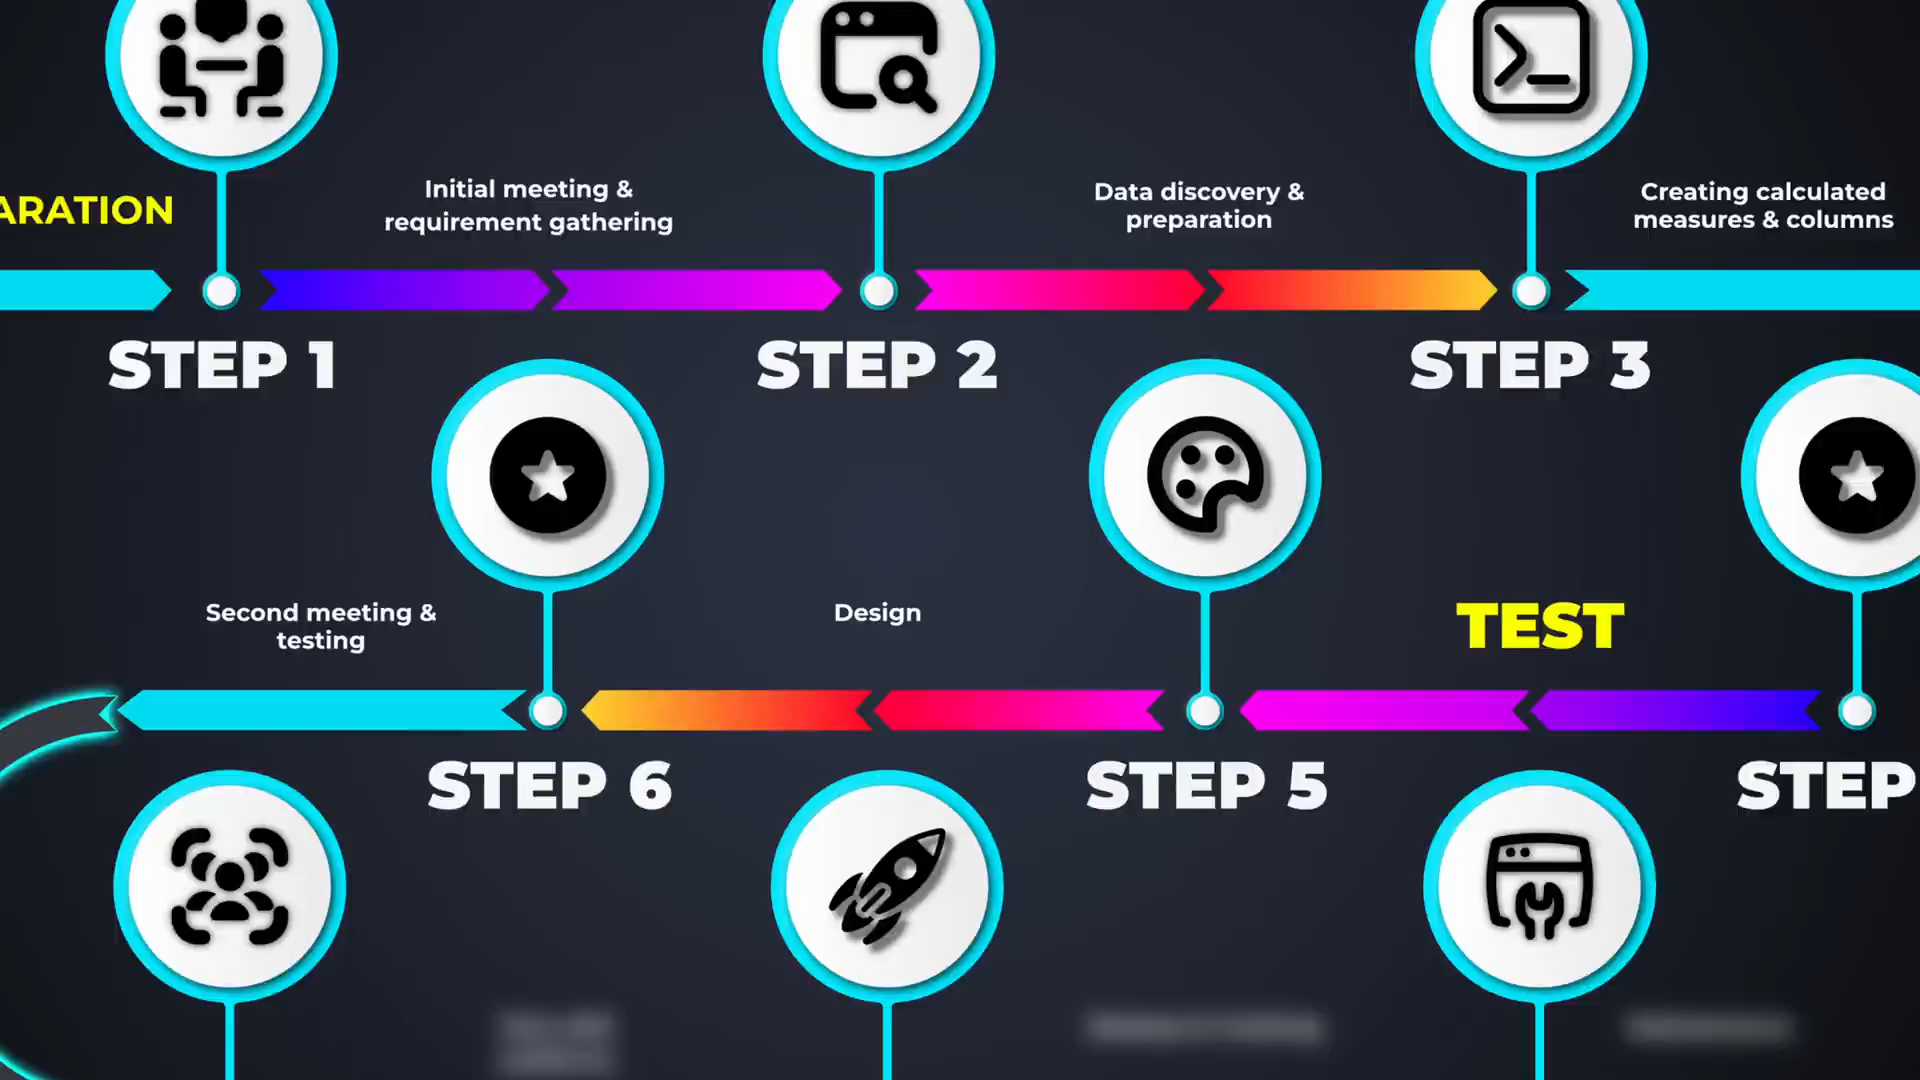 ARATION
Initial meeting &
requirement gathering
Data discovery &
preparation
Creating calculated
measures & columns
STEP 1
STEP 2
STEP 3
Second meeting &
testing
Design
TEST
STEP 6
STEP 5
STEP